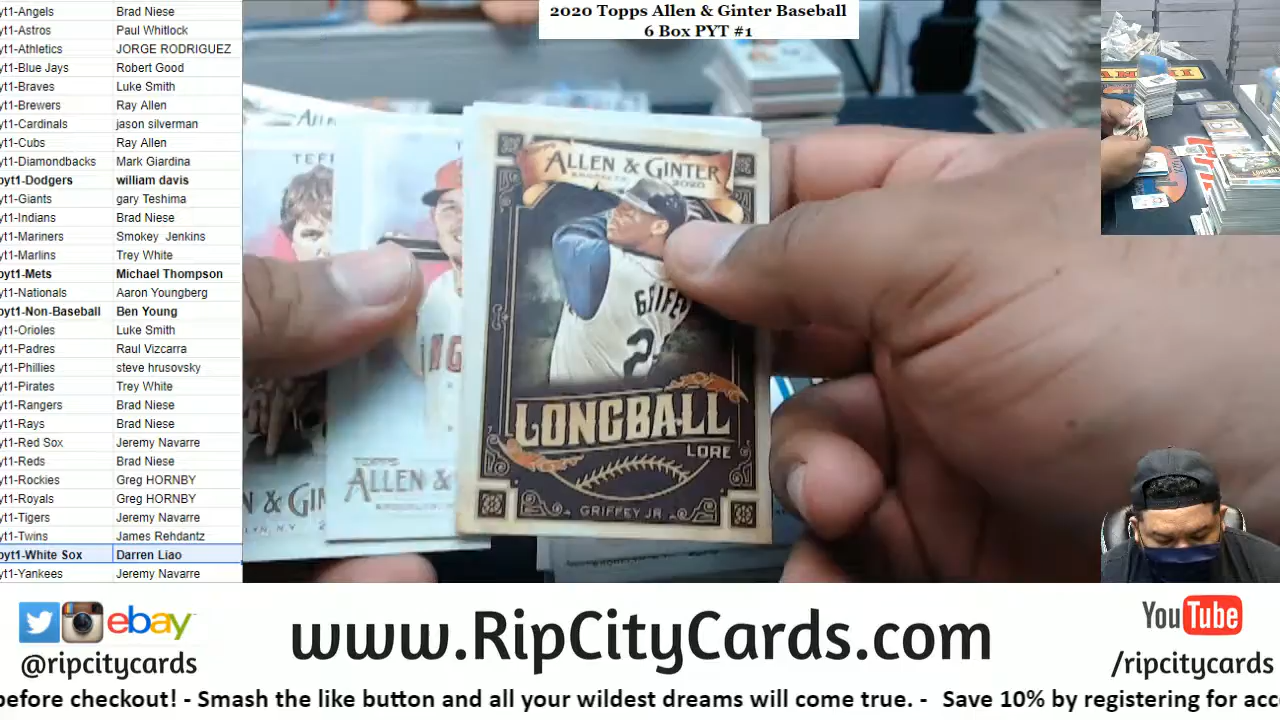 2020 Topps Allen & Ginter Baseball
6 Box PYT #1
yt1-Angels Brad Niese
yt1-Astros Paul Whitlock
yt1-Athletics JORGE RODRIGUEZ
yt1-Blue Jays Robert Good
yt1-Braves Luke Smith
yt1-Brewers Ray Allen
yt1-Cardinals jason silverman
yt1-Cubs Ray Allen
yt1-Diamondbacks Mark Giardina
pyt1-Dodgers william davis
yt1-Giants gary Teshima
yt1-Indians Brad Niese
yt1-Mariners Smokey Jenkins
yt1-Marlins Trey White
pyt1-Mets Michael Thompson
yt1-Nationals Aaron Youngberg
pyt1-Non-Baseball Ben Young
yt1-Orioles Luke Smith
yt1-Padres Raul Vizcarra
yt1-Phillies steve hrusovsky
yt1-Pirates Trey White
yt1-Rangers Brad Niese
yt1-Rays Brad Niese
yt1-Red Sox Jeremy Navarre
yt1-Reds Brad Niese
yt1-Rockies Greg HORNBY
yt1-Royals Greg HORNBY
yt1-Tigers Jeremy Navarre
yt1-Twins James Rehdantz
pyt1-White Sox Darren Liao
yt1-Yankees Jeremy Navarre
TOPPS
ALLEN &
ALLEN & GINTER
2020
GRIFFE
2
LONGBALL
LORE
GRIFFEY JR
LONGBALL
ebay
@ripcitycards
www.RipCityCards.com
YouTube
/ripcitycards
before checkout! - Smash the like button and all your wildest dreams will come true. - Save 10% by registering for acc